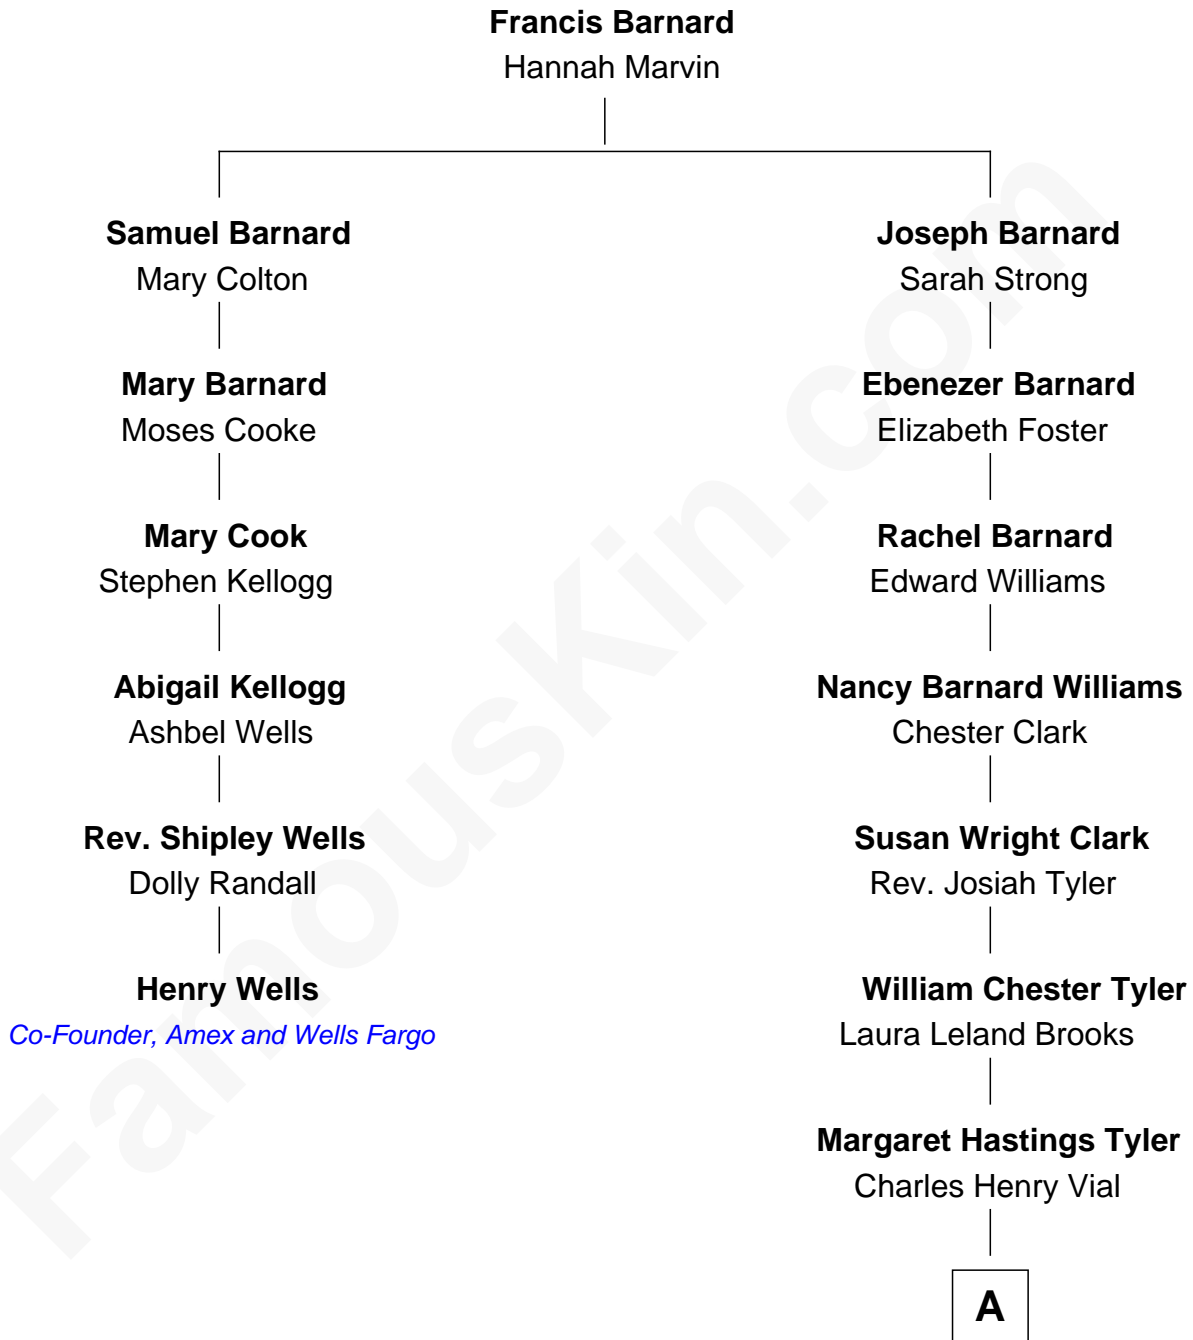 Francis Barnard
Hannah Marvin
Samuel Barnard
Mary Colton
Joseph Barnard
Sarah Strong
Mary Barnard
Moses Cooke
Ebenezer Barnard
Elizabeth Foster
Mary Cook
Stephen Kellogg
Rachel Barnard
Edward Williams
Abigail Kellogg
Ashbel Wells
Nancy Barnard Williams
Chester Clark
Rev. Shipley Wells
Dolly Randall
Susan Wright Clark
Rev. Josiah Tyler
Henry Wells
Co-Founder, Amex and Wells Fargo
William Chester Tyler
Laura Leland Brooks
Margaret Hastings Tyler
Charles Henry Vial
A
FamousKin.com